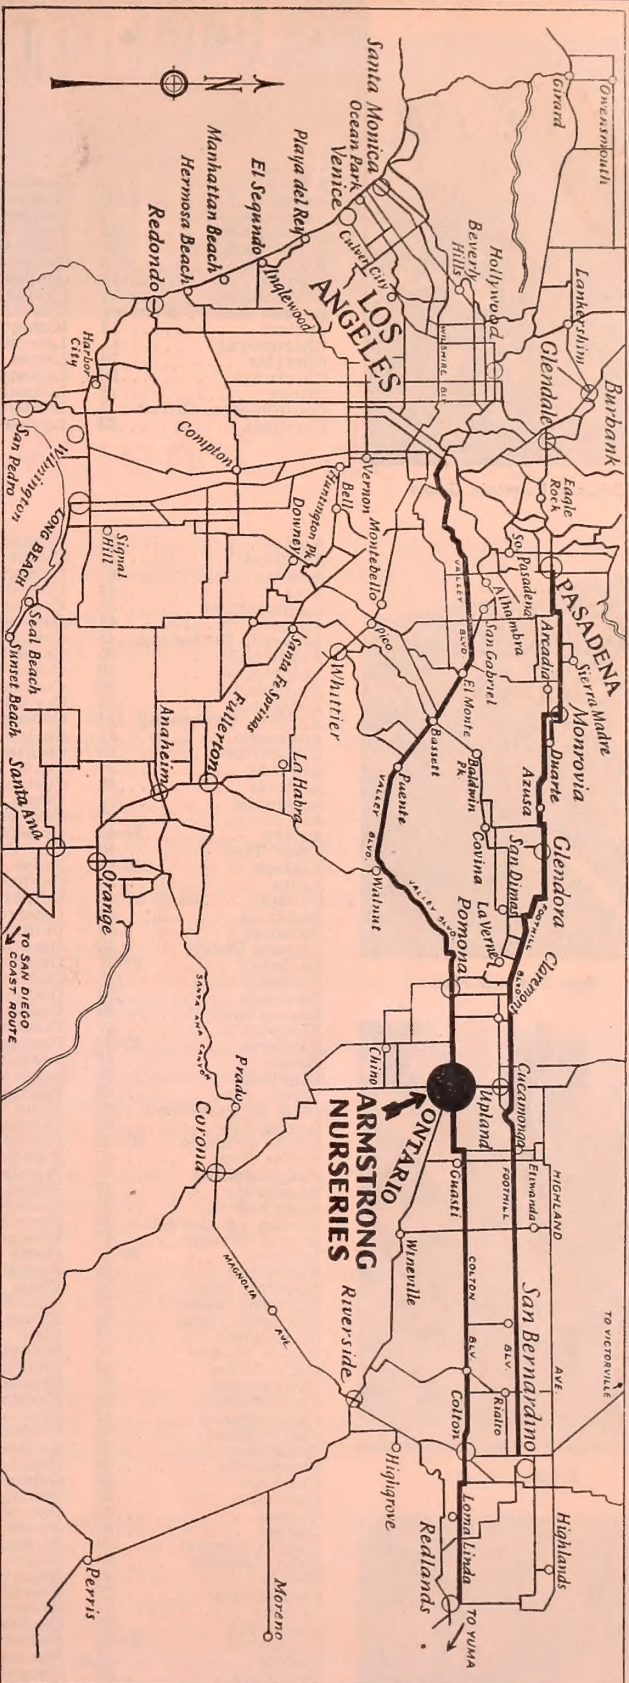 Owensmouth
Girard
Lankershim
Burbank
Glendale
Hollywood
Beverly
Hills
Santa Monica
Ocean Park
Venice
Culver City
Playa del Rey
El Segundo
Inglewood
Manhattan Beach
Hermosa Beach
Redondo
N
LOS
ANGELES
WILSHIRE BLV.
Eagle
Rock
So. Pasadena
PASADENA
Alhambra
San Gabriel
Sierra Madre
Arcadia
Monrovia
Duarte
Azusa
Glendora
VALLEY BLVD.
El Monte
Bassett
Baldwin
Pk.
Covina
San Dimas
La Verne
Pomona
FOOTHILL BLVD.
Claremont
Puente
VALLEY BLVD.
Walnut
VALLEY BLVD.
Vernon
Bell
Huntington Pk
Montebello
Pico
Downey
Whittier
Compton
Santa Fe Springs
La Habra
Fullerton
Anaheim
Harbor
City
Wilmington
San Pedro
LONG BEACH
Signal
Hill
Seal Beach
Sunset Beach
Santa Ana
Orange
TO SAN DIEGO
COAST ROUTE
SANTA ANA CANYON
Prado
Corona
Chino
ONTARIO
ARMSTRONG
NURSERIES
Upland
Cucamonga
Etiwanda
Guasti
Wineville
HIGHLAND AVE
FOOTHILL BLV.
COLTON BLV.
San Bernardino
TO VICTORVILLE
Rialto
Colton
Riverside
MAGNOLIA AVE.
Highgrove
Loma Linda
Highlands
Redlands
TO YUMA
Moreno
Perris